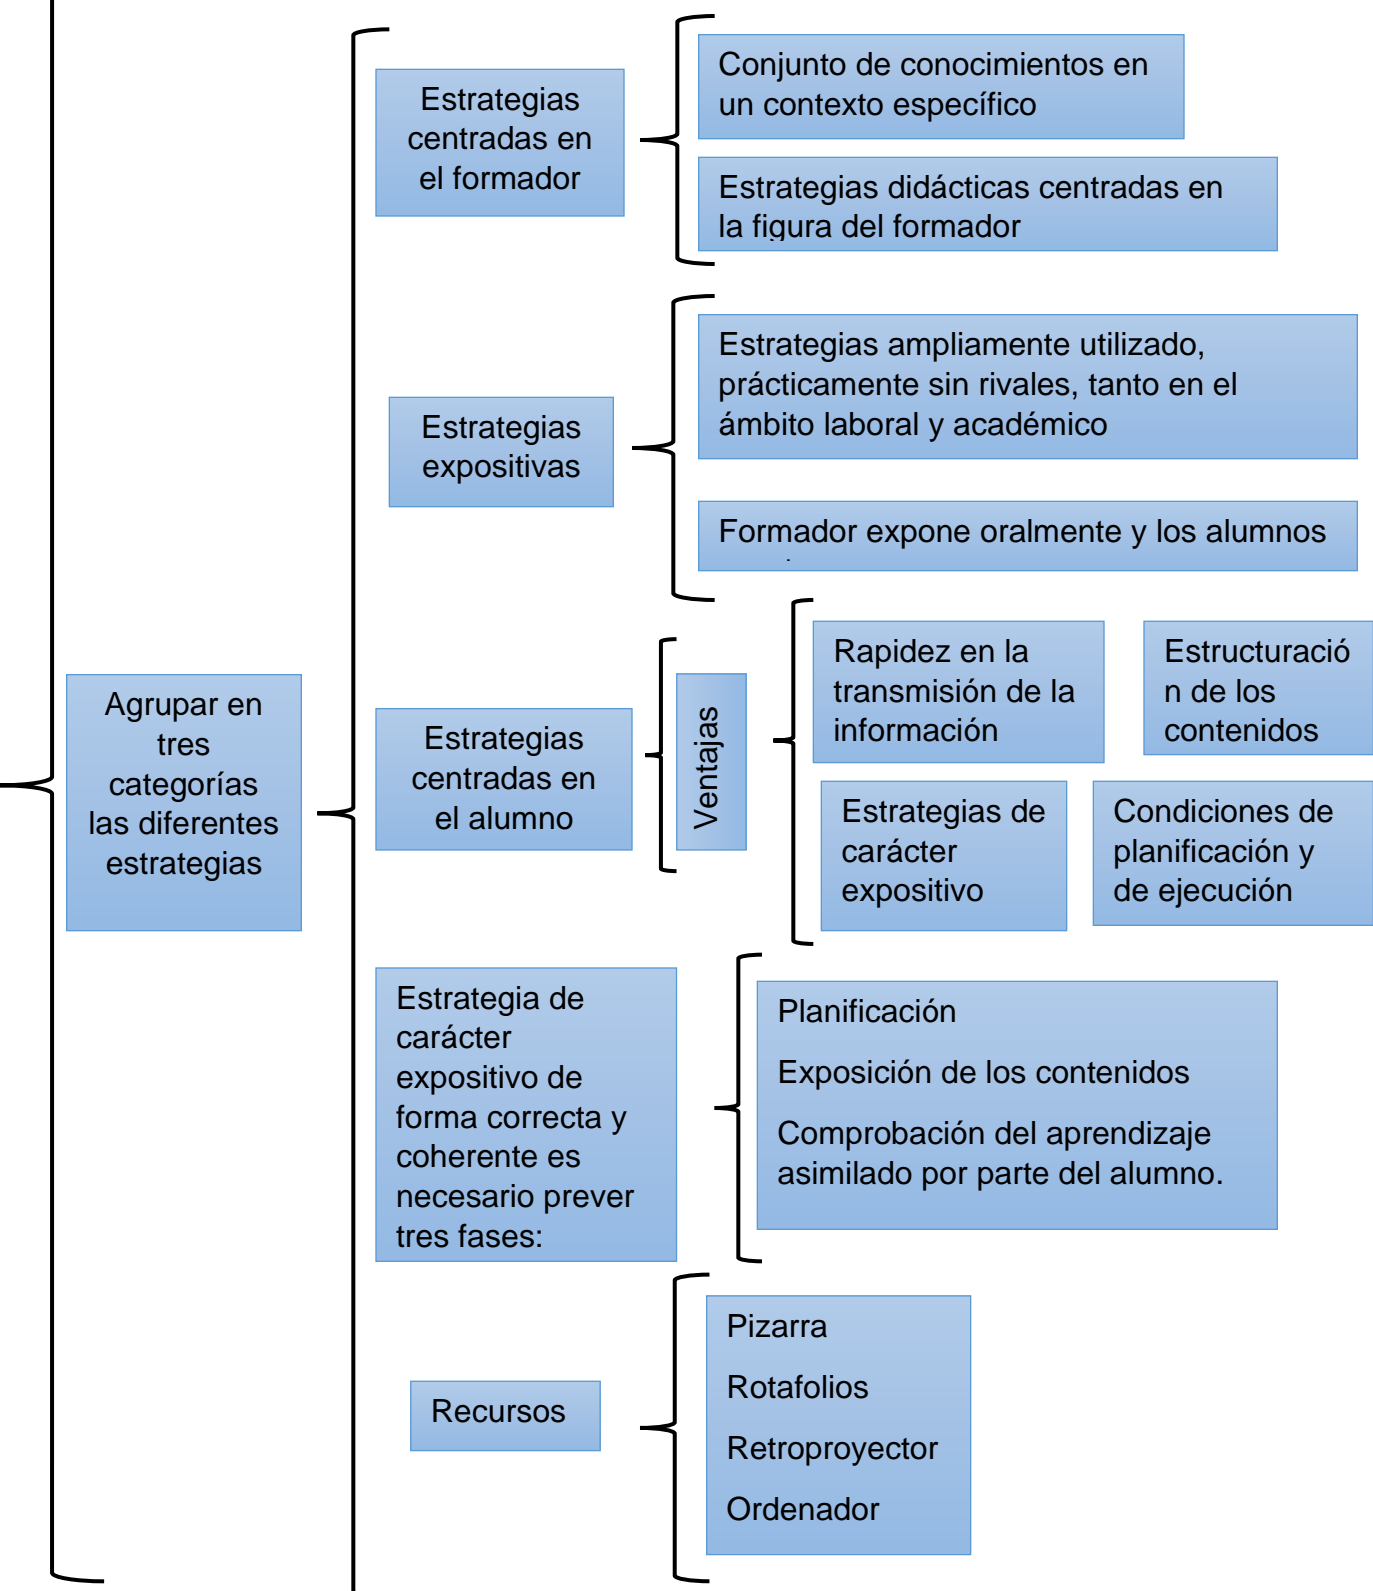 Agrupar en
tres
categorías
las diferentes
estrategias
Estrategias
centradas en
el formador
Conjunto de conocimientos en
un contexto específico
Estrategias didácticas centradas en
la figura del formador
Estrategias
expositivas
Estrategias ampliamente utilizado,
prácticamente sin rivales, tanto en el
ámbito laboral y académico
Formador expone oralmente y los alumnos
Estrategias
centradas en
el alumno
Ventajas
Rapidez en la
transmisión de la
información
Estructuració
n de los
contenidos
Estrategias de
carácter
expositivo
Condiciones de
planificación y
de ejecución
Estrategia de
carácter
expositivo de
forma correcta y
coherente es
necesario prever
tres fases:
Planificación
Exposición de los contenidos
Comprobación del aprendizaje
asimilado por parte del alumno.
Recursos
Pizarra
Rotafolios
Retroproyector
Ordenador